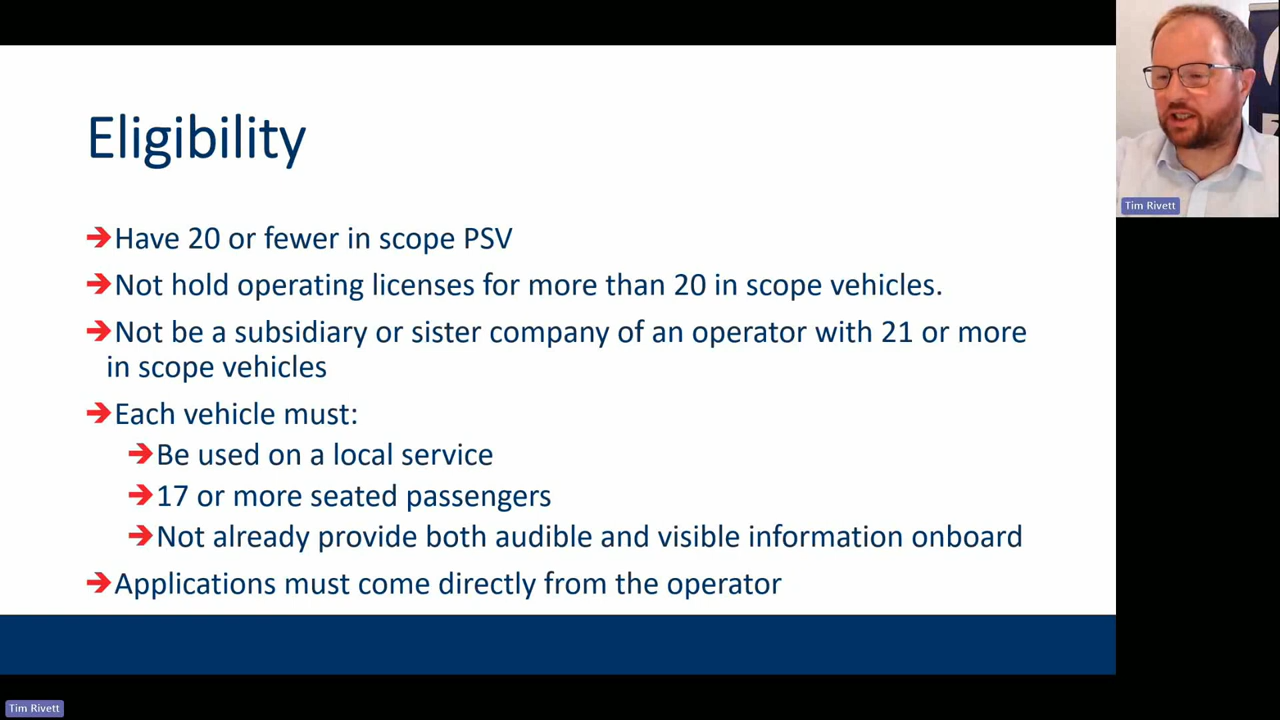 Eligibility
Have 20 or fewer in scope PSV
Not hold operating licenses for more than 20 in scope vehicles.
Not be a subsidiary or sister company of an operator with 21 or more
in scope vehicles
Each vehicle must:
Be used on a local service
17 or more seated passengers
Not already provide both audible and visible information onboard
Applications must come directly from the operator
Tim Rivett
Tim Rivett